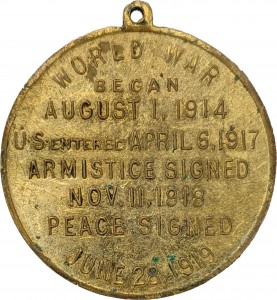 WORLD WAR
BEGAN
AUGUST 1, 1914
US ENTERED APRIL 6, 1917
ARMISTICE SIGNED
NOV. 11, 1918
PEACE SIGNED
JUNE 28, 1919